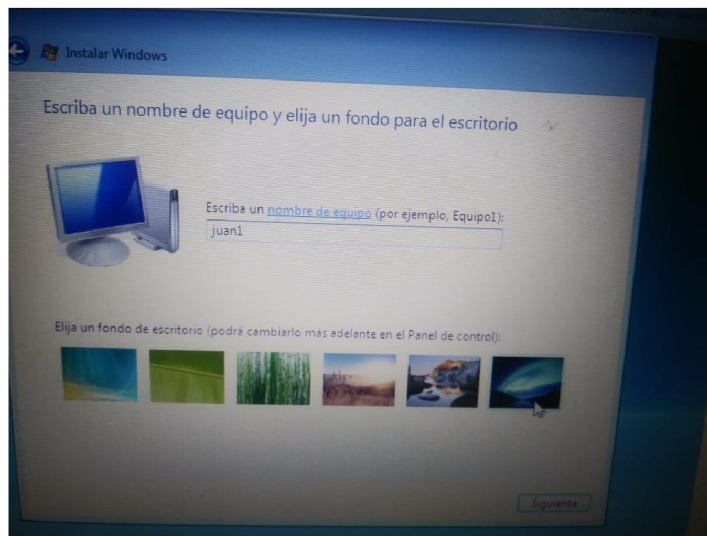 Instalar Windows
Escriba un nombre de equipo y elija un fondo para el escritorio
Escriba un nombre de equipo (por ejemplo, Equipo1):
juan1
Elija un fondo de escritorio (podrá cambiarlo más adelante en el Panel de control):
Siguiente